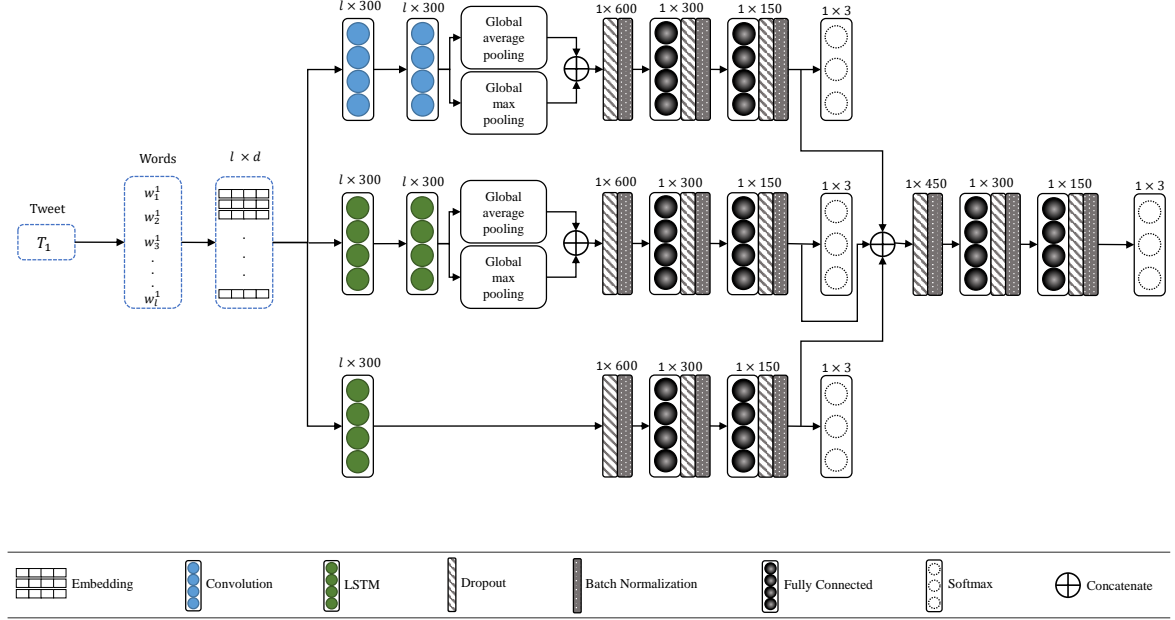 l × 300
l × 300
Global
average
pooling
Global
max
pooling
1× 600
1 × 300
1 × 150
1 × 3
Tweet
T₁
Words
w₁¹
w₂¹
w₃¹
.
.
.
w_l¹
l × d
.
.
.
l × 300
l × 300
Global
average
pooling
Global
max
pooling
1× 600
1 × 300
1 × 150
1 × 3
1× 450
1 × 300
1 × 150
1 × 3
l × 300
1× 600
1 × 300
1 × 150
1 × 3
Embedding
Convolution
LSTM
Dropout
Batch Normalization
Fully Connected
Softmax
Concatenate